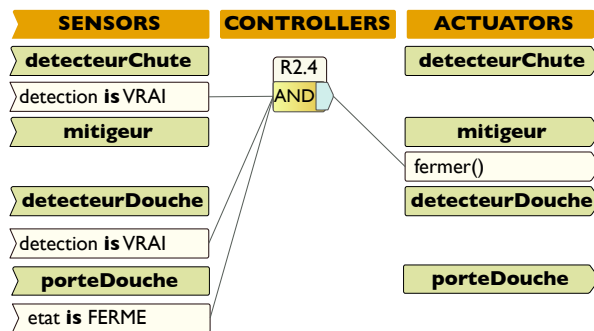 SENSORS CONTROLLERS ACTUATORS
detecteurChute detecteurChute
R2.4
detection is VRAI AND
mitigeur mitigeur
fermer()
detecteurDouche detecteurDouche
detection is VRAI
porteDouche porteDouche
etat is FERME